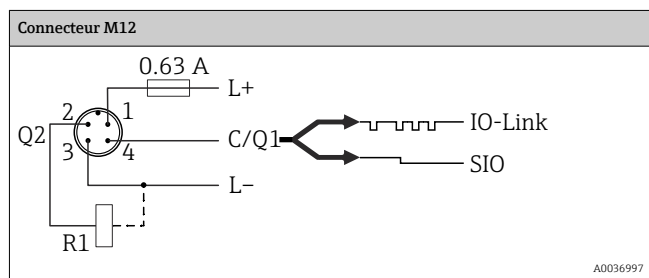 Connecteur M12
0.63 A
L+
2 1
Q2
3 4
C/Q1
IO-Link
SIO
L–
R1
A0036997